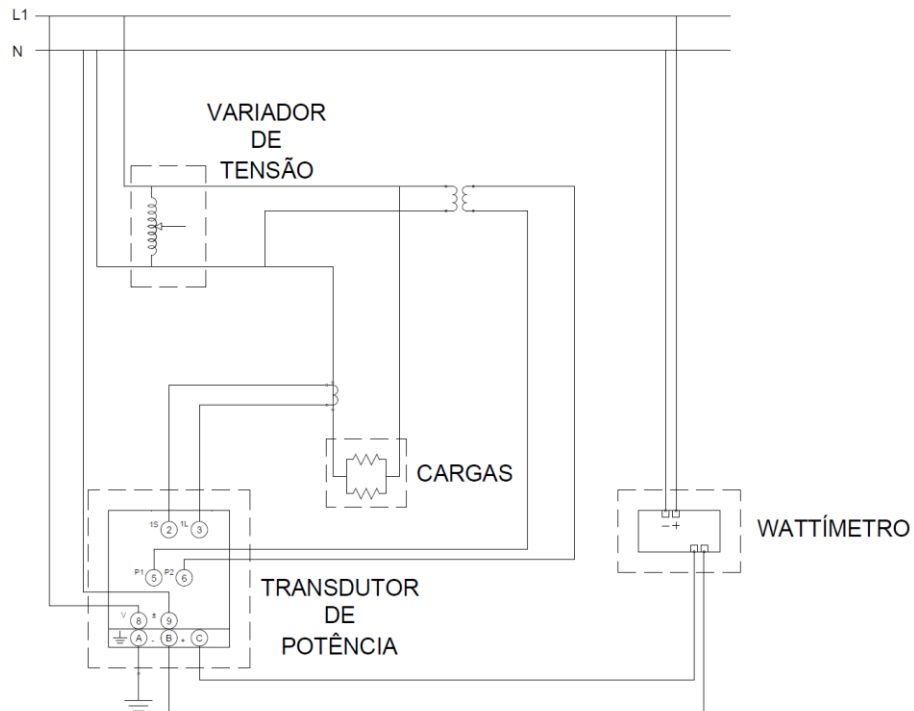 L1
N
VARIADOR
DE
TENSÃO
CARGAS
1S 2 1L 3
P1 5 P2 6
V 8 9
A - B + C
TRANSDUTOR
DE
POTÊNCIA
- +
WATTÍMETRO